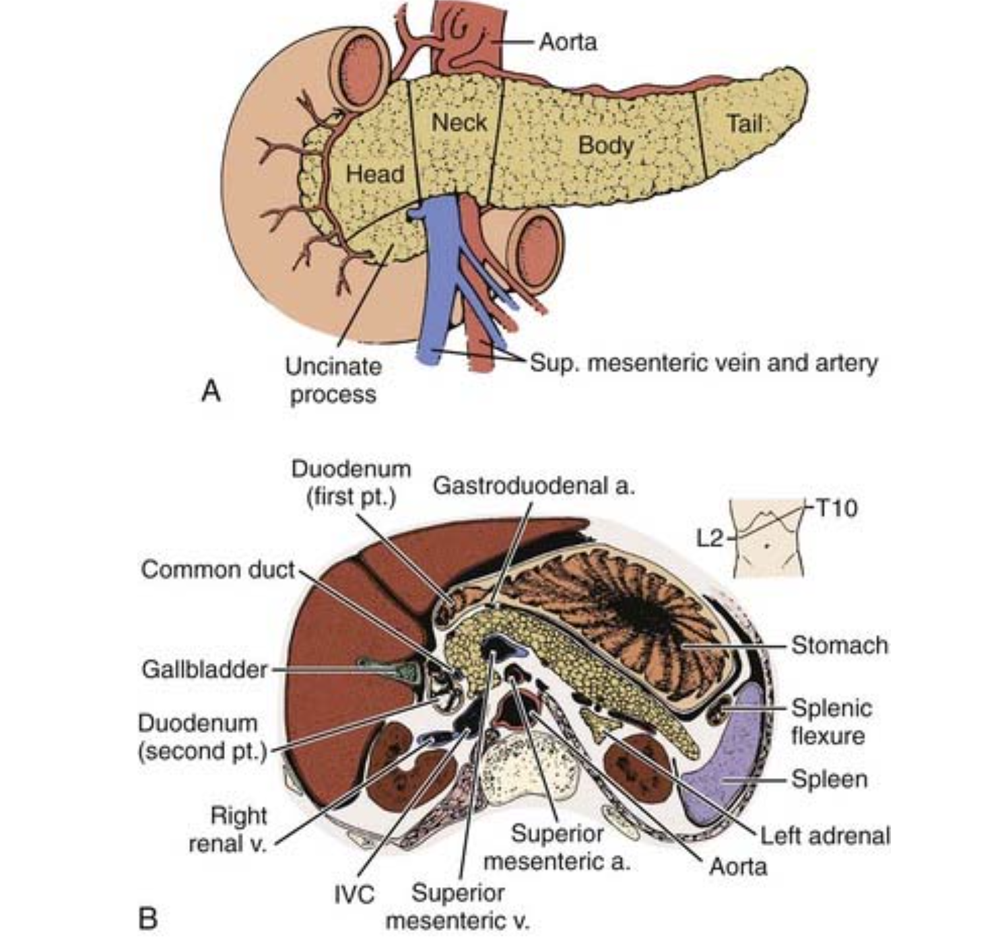 Aorta
Neck
Tail
Body
Head
Uncinate
process
Sup. mesenteric vein and artery
A
Duodenum
(first pt.)
Gastroduodenal a.
T10
L2
Common duct
Stomach
Gallbladder
Splenic
flexure
Duodenum
(second pt.)
Spleen
Right
renal v.
Superior
mesenteric a.
Left adrenal
Aorta
IVC
Superior
mesenteric v.
B